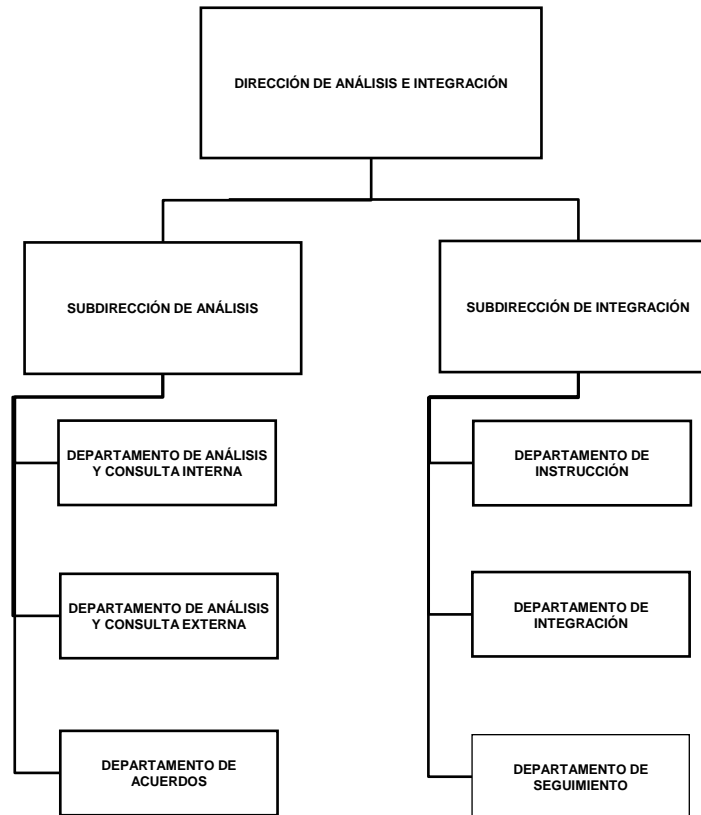 DIRECCIÓN DE ANÁLISIS E INTEGRACIÓN
SUBDIRECCIÓN DE ANÁLISIS
SUBDIRECCIÓN DE INTEGRACIÓN
DEPARTAMENTO DE ANÁLISIS
Y CONSULTA INTERNA
DEPARTAMENTO DE
INSTRUCCIÓN
DEPARTAMENTO DE ANÁLISIS
Y CONSULTA EXTERNA
DEPARTAMENTO DE
INTEGRACIÓN
DEPARTAMENTO DE
ACUERDOS
DEPARTAMENTO DE
SEGUIMIENTO